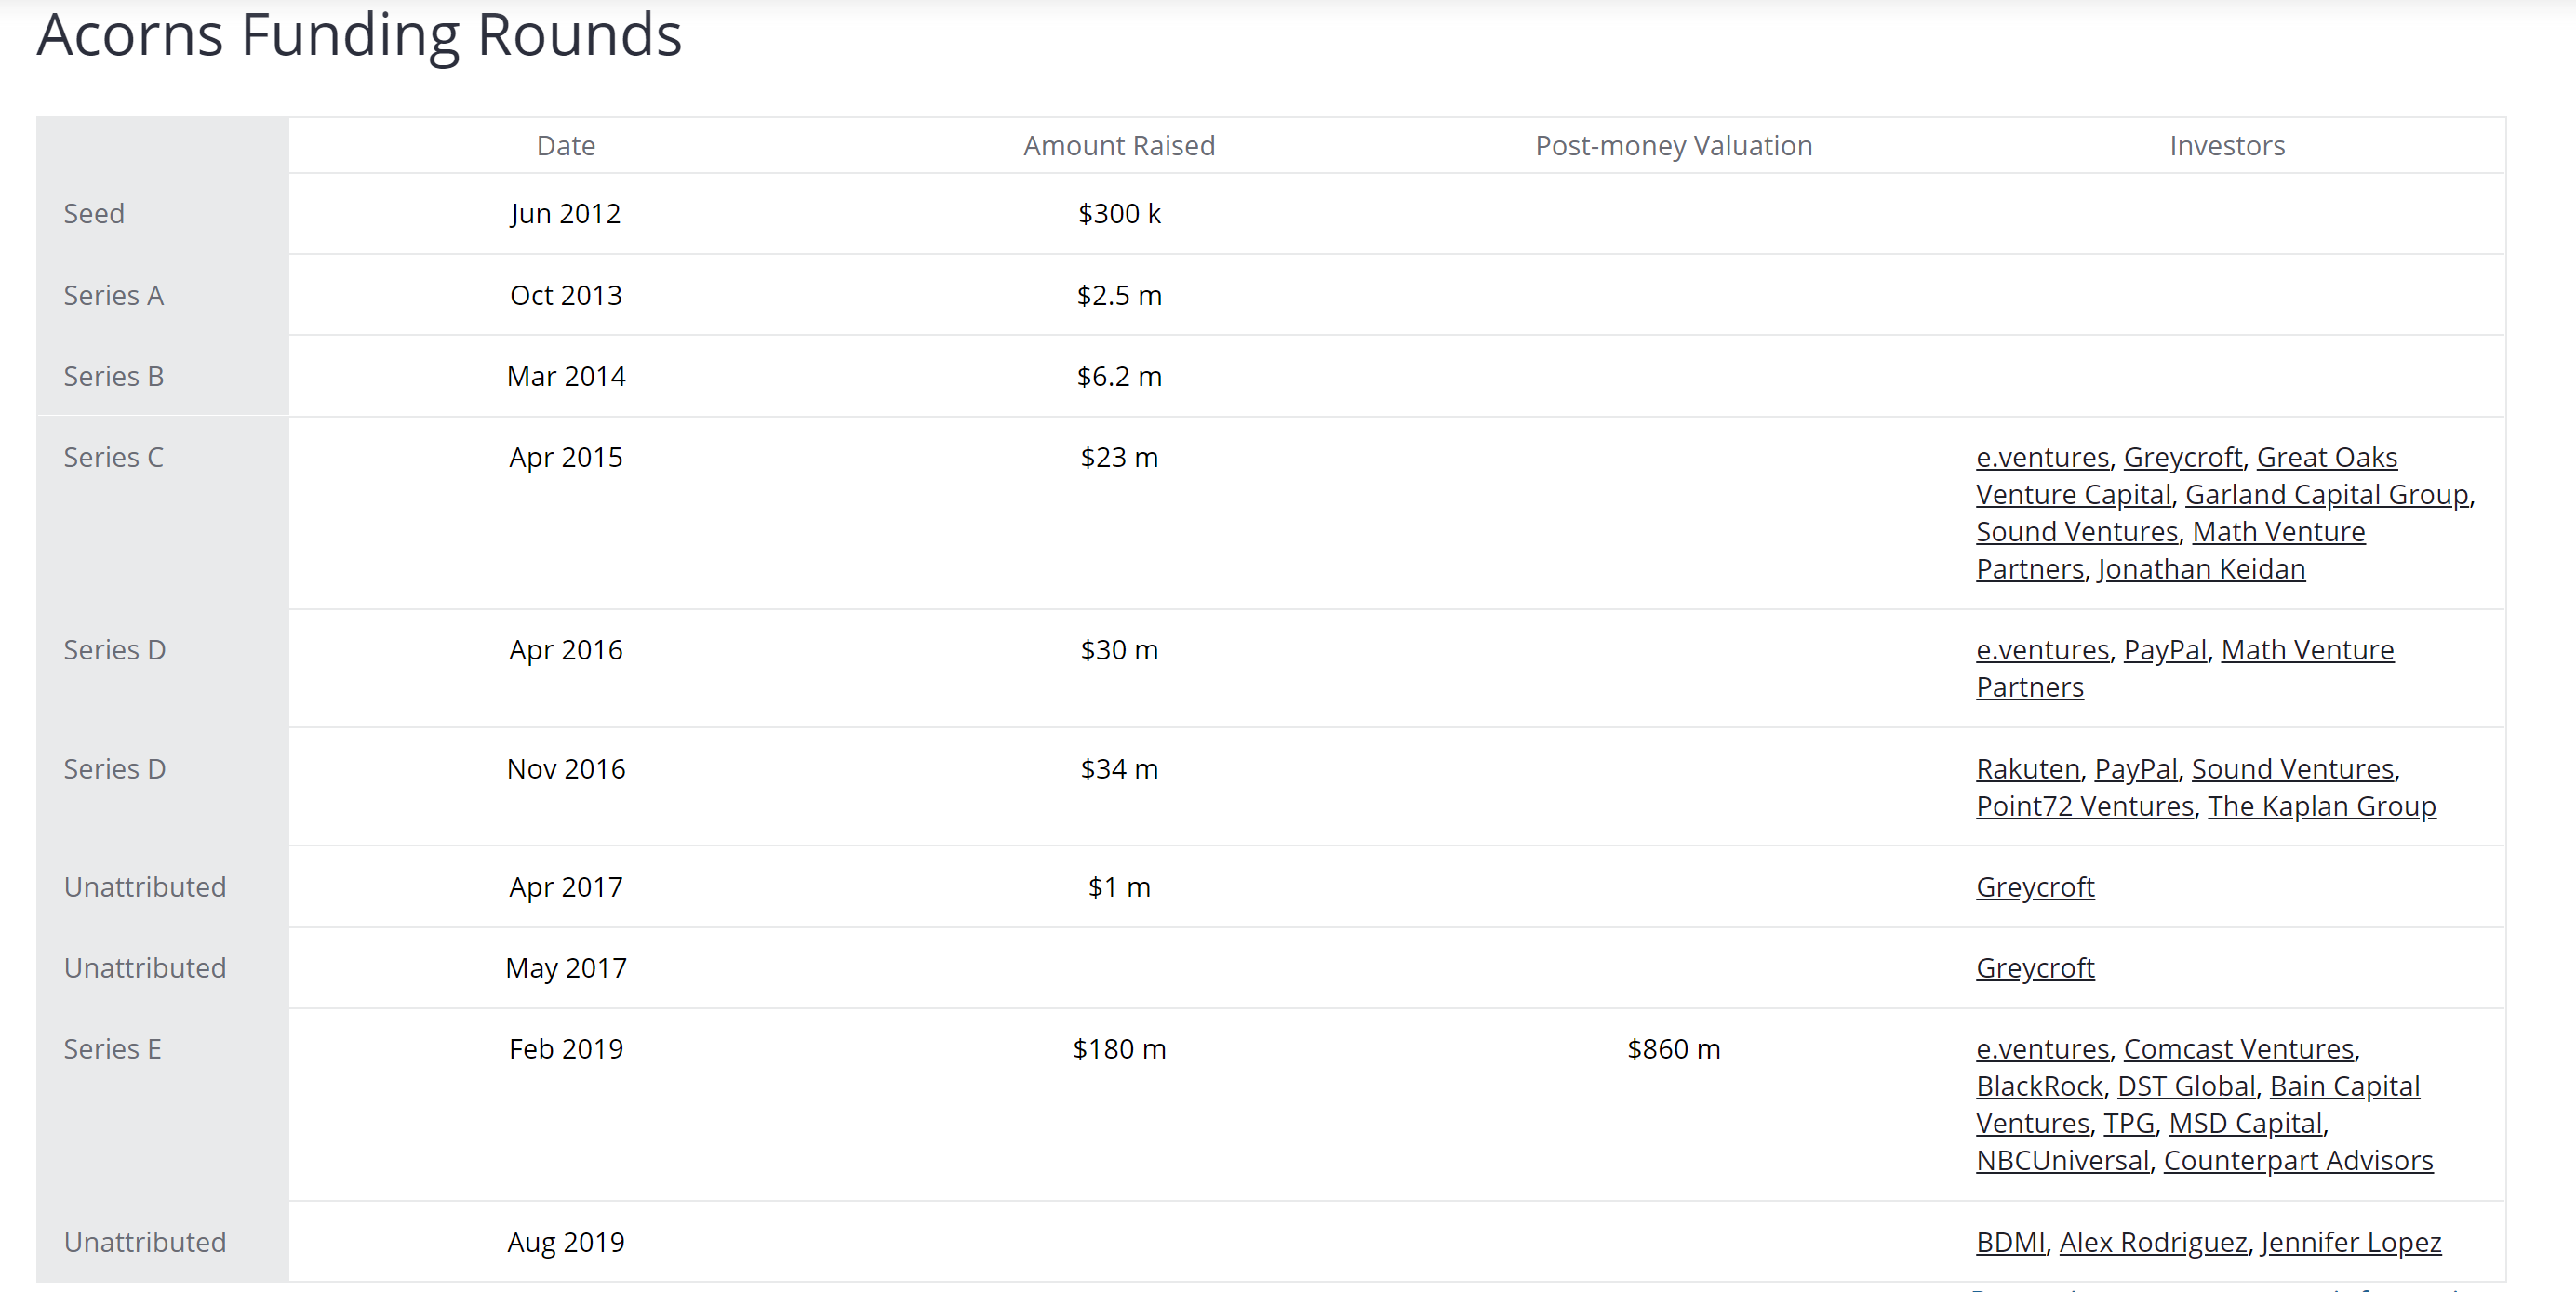 Acorns Funding Rounds
Date Amount Raised Post-money Valuation Investors
Seed Jun 2012 $300 k
Series A Oct 2013 $2.5 m
Series B Mar 2014 $6.2 m
Series C Apr 2015 $23 m e.ventures, Greycroft, Great Oaks
Venture Capital, Garland Capital Group,
Sound Ventures, Math Venture
Partners, Jonathan Keidan
Series D Apr 2016 $30 m e.ventures, PayPal, Math Venture
Partners
Series D Nov 2016 $34 m Rakuten, PayPal, Sound Ventures,
Point72 Ventures, The Kaplan Group
Unattributed Apr 2017 $1 m Greycroft
Unattributed May 2017 Greycroft
Series E Feb 2019 $180 m $860 m e.ventures, Comcast Ventures,
BlackRock, DST Global, Bain Capital
Ventures, TPG, MSD Capital,
NBCUniversal, Counterpart Advisors
Unattributed Aug 2019 BDMI, Alex Rodriguez, Jennifer Lopez